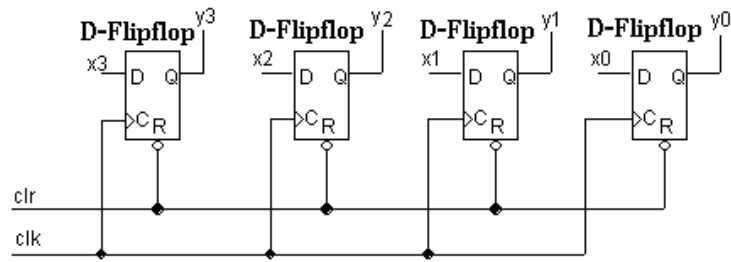 D-Flipflop y3 D-Flipflop y2 D-Flipflop y1 D-Flipflop y0
x3 D Q x2 D Q x1 D Q x0 D Q
C R C R C R C R
clr
clk